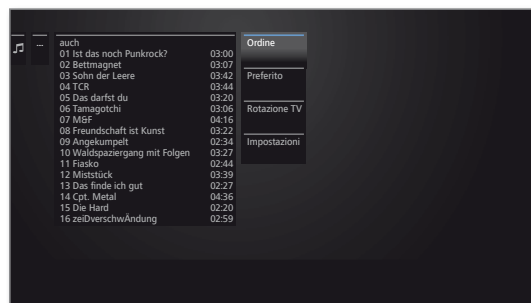 ...
auch
01 Ist das noch Punkrock? 03:00
02 Bettmagnet 03:07
03 Sohn der Leere 03:42
04 TCR 03:44
05 Das darfst du 03:20
06 Tamagotchi 03:06
07 M&F 04:16
08 Freundschaft ist Kunst 03:22
09 Angekumpelt 02:34
10 Waldspaziergang mit Folgen 03:27
11 Fiasko 02:44
12 Miststück 03:39
13 Das finde ich gut 02:27
14 Cpt. Metal 04:36
15 Die Hard 02:20
16 zeiDverschwÄndung 02:59
Ordine
Preferito
Rotazione TV
Impostazioni